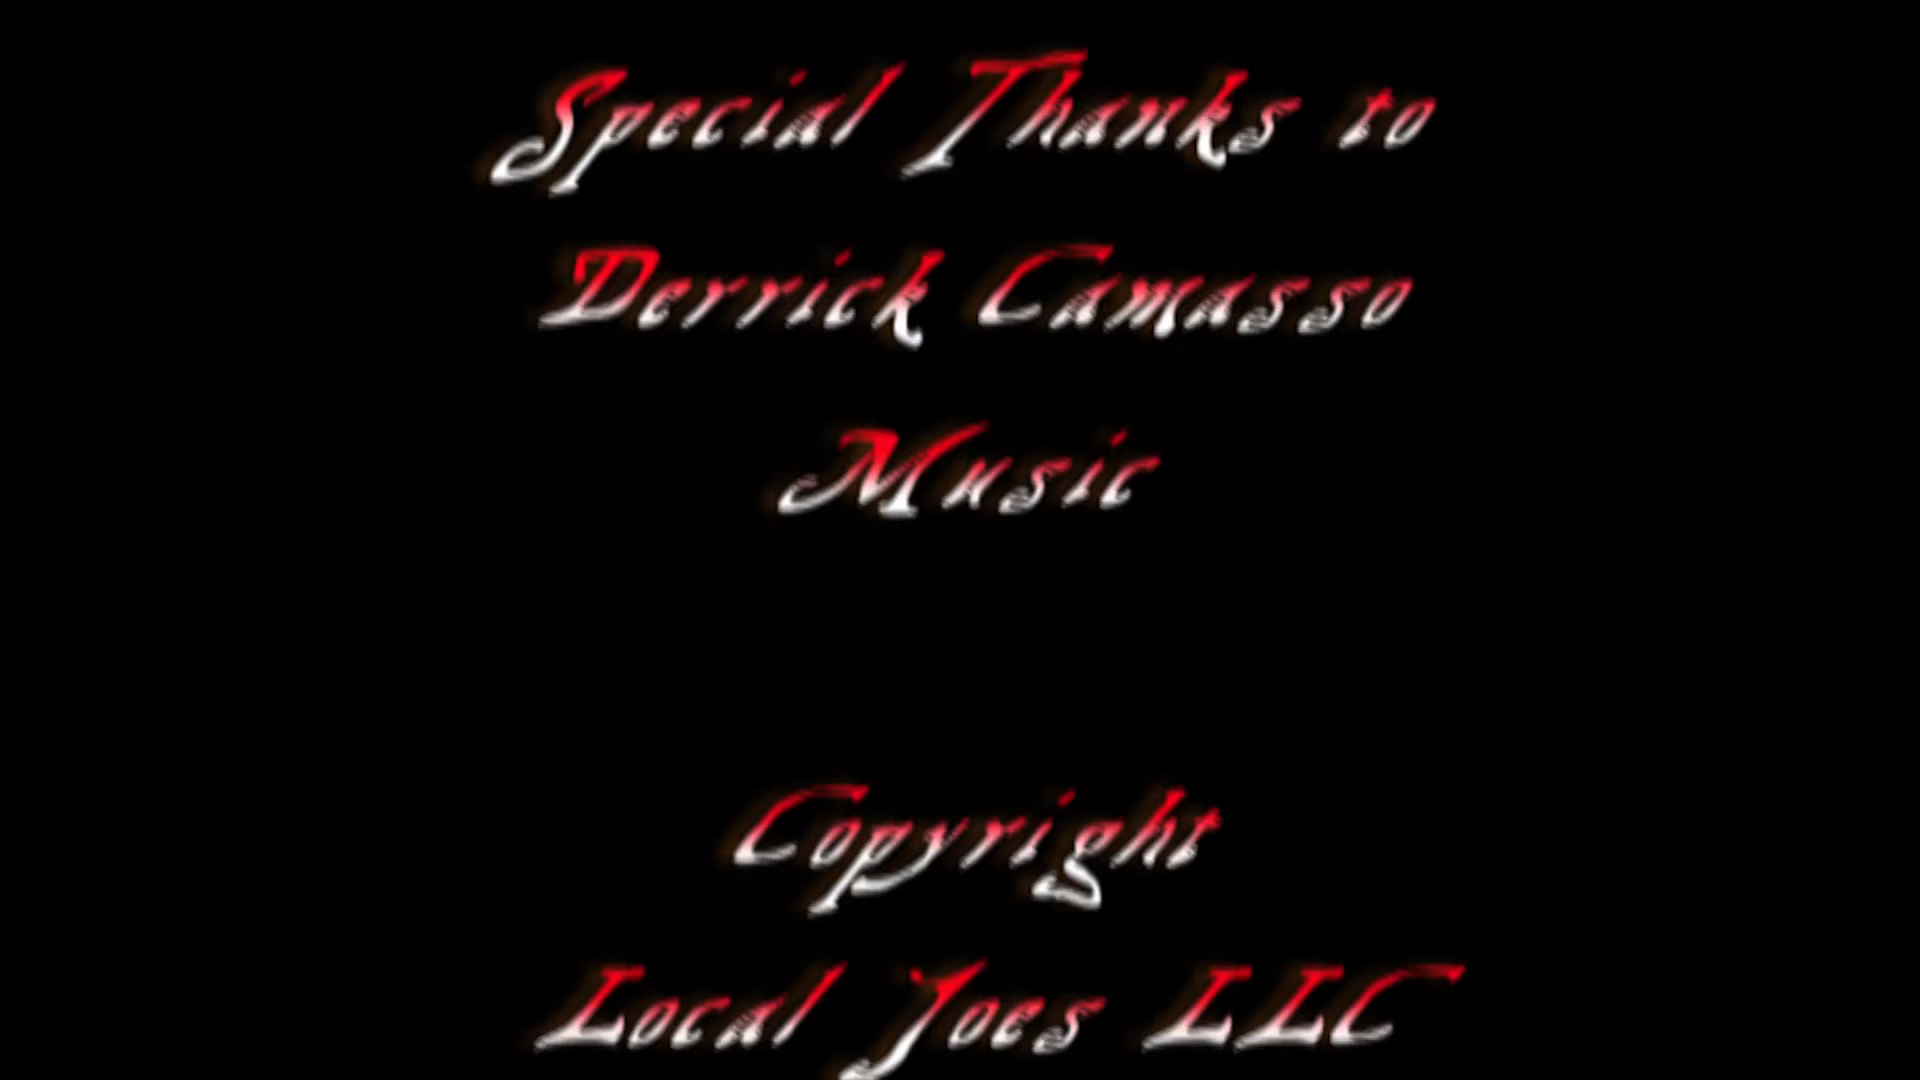 Special Thanks to
Derrick Camasso
Music
Copyright
Local Joes LLC